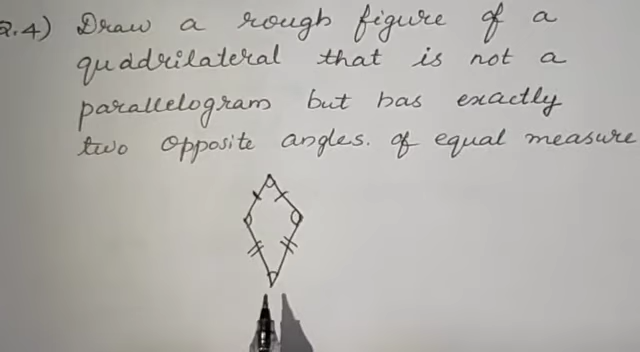 2.4) Draw a rough figure of a
quadrilateral that is not a
parallelogram but has exactly
two opposite angles. of equal measure